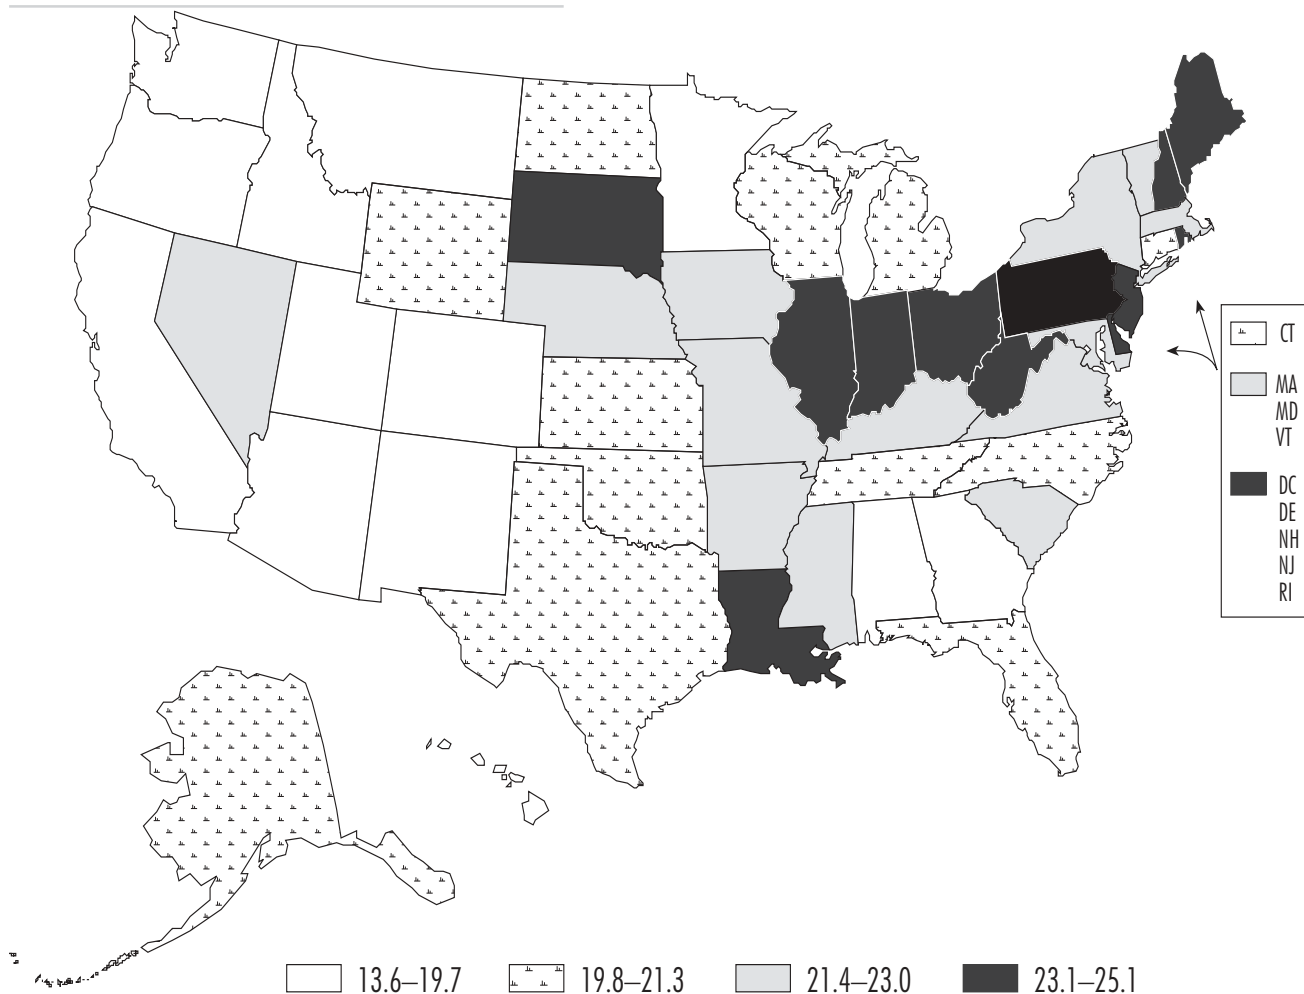 CT
MA
MD
VT
DC
DE
NH
NJ
RI
13.6–19.7 19.8–21.3 21.4–23.0 23.1–25.1